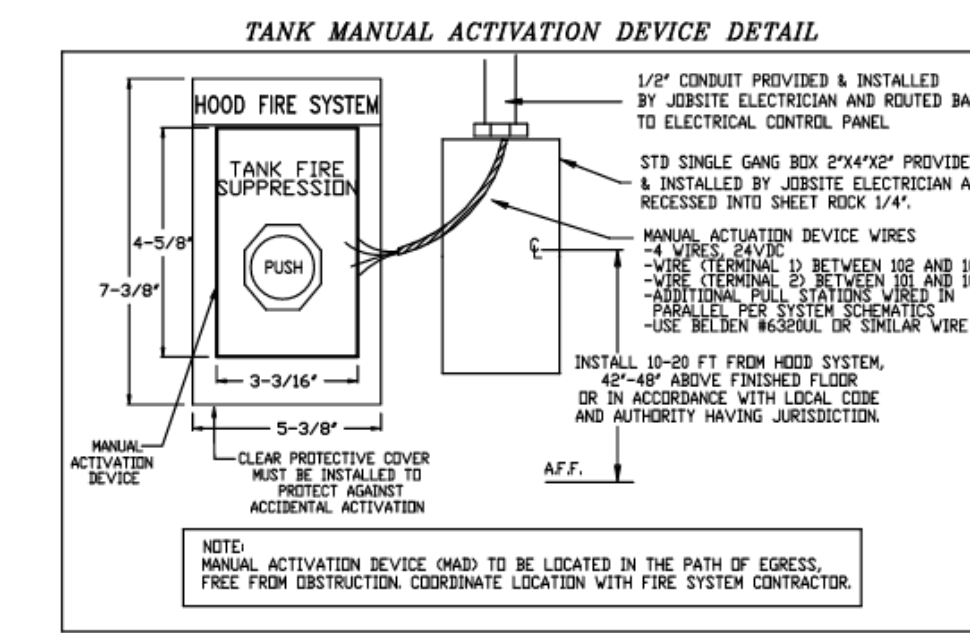 TANK MANUAL ACTIVATION DEVICE DETAIL
HOOD FIRE SYSTEM
TANK FIRE
SUPPRESSION
PUSH
4-5/8"
7-3/8"
3-3/16"
5-3/8"
MANUAL
ACTIVATION
DEVICE
CLEAR PROTECTIVE COVER
MUST BE INSTALLED TO
PROTECT AGAINST
ACCIDENTAL ACTIVATION
1/2" CONDUIT PROVIDED & INSTALLED
BY JOBSITE ELECTRICIAN AND ROUTED
TO ELECTRICAL CONTROL PANEL
STD SINGLE GANG BOX 2"X4"X2"
& INSTALLED BY JOBSITE ELECTRICIAN
RECESSED INTO SHEET ROCK 1/4".
MANUAL ACTUATION DEVICE WIRES
-4 WIRES, 24VDC
-WIRE (TERMINAL 1) BETWEEN 102 AND
-WIRE (TERMINAL 2) BETWEEN 101 AND
-ADDITIONAL PULL STATIONS WIRED IN
PARALLEL PER SYSTEM SCHEMATICS
-USE BELDEN #6320UL OR SIMILAR WIRE
℄
INSTALL 10-20 FT FROM HOOD SYSTEM,
42"-48" ABOVE FINISHED FLOOR
OR IN ACCORDANCE WITH LOCAL CODE
AND AUTHORITY HAVING JURISDICTION.
A.F.F.
NOTE:
MANUAL ACTIVATION DEVICE (MAD) TO BE LOCATED IN THE PATH OF EGRESS,
FREE FROM OBSTRUCTION. COORDINATE LOCATION WITH FIRE SYSTEM CONTRACTOR.